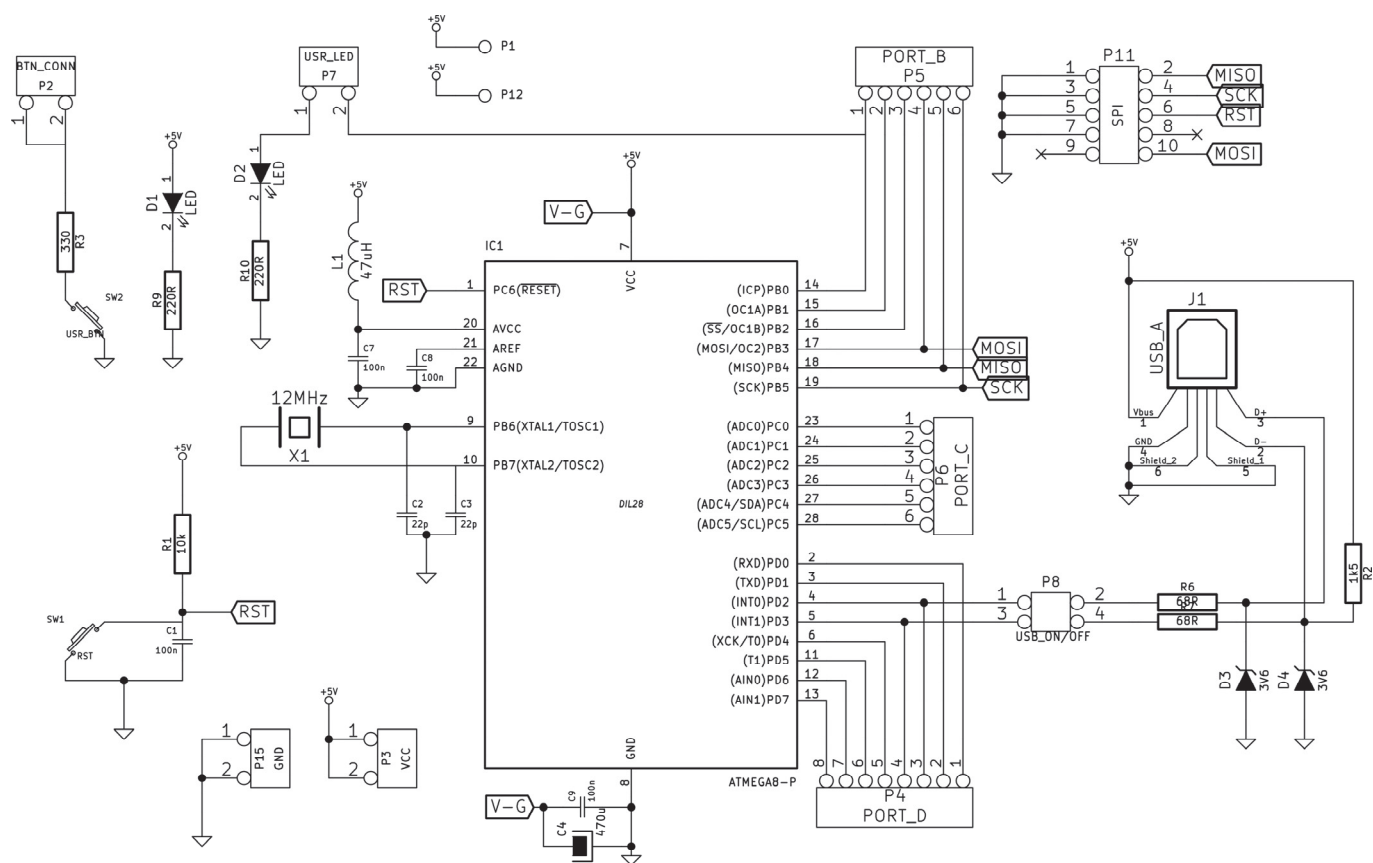 BTN_CONN
P2
1
2
330
R3
SW2
USR_BTN
+5V
1
D1
LED
2
R9
220R
USR_LED
P7
1
2
1
D2
LED
2
R10
220R
+5V
P1
+5V
P12
+5V
L1
47uH
C7
100n
C8
100n
+5V
V-G
RST
12MHz
X1
C2
22p
C3
22p
+5V
R1
10k
RST
SW1
RST
C1
100n
1
2
P15
GND
+5V
1
2
P3
VCC
IC1
7
VCC
1 PC6(RESET)
20 AVCC
21 AREF
22 AGND
9 PB6(XTAL1/TOSC1)
10 PB7(XTAL2/TOSC2)
DIL28
(ICP)PB0 14
(OC1A)PB1 15
(SS/OC1B)PB2 16
(MOSI/OC2)PB3 17
(MISO)PB4 18
(SCK)PB5 19
(ADC0)PC0 23
(ADC1)PC1 24
(ADC2)PC2 25
(ADC3)PC3 26
(ADC4/SDA)PC4 27
(ADC5/SCL)PC5 28
(RXD)PD0 2
(TXD)PD1 3
(INT0)PD2 4
(INT1)PD3 5
(XCK/T0)PD4 6
(T1)PD5 11
(AIN0)PD6 12
(AIN1)PD7 13
GND
8
ATMEGA8-P
V-G
C9
100n
C4
470u
PORT_B
P5
1 2 3 4 5 6
MOSI
MISO
SCK
1
2
3
4
5
6
P6
PORT_C
8 7 6 5 4 3 2 1
P4
PORT_D
P11
SPI
1 2 MISO
3 4 SCK
5 6 RST
7 8
9 10 MOSI
+5V
J1
USB_A
Vbus
1
GND
4
Shield_2
6
D+
3
D-
2
Shield_1
5
P8
1 2
3 4
USB_ON/OFF
R6
68R
68R
1k5
R2
D3
3V6
D4
3V6